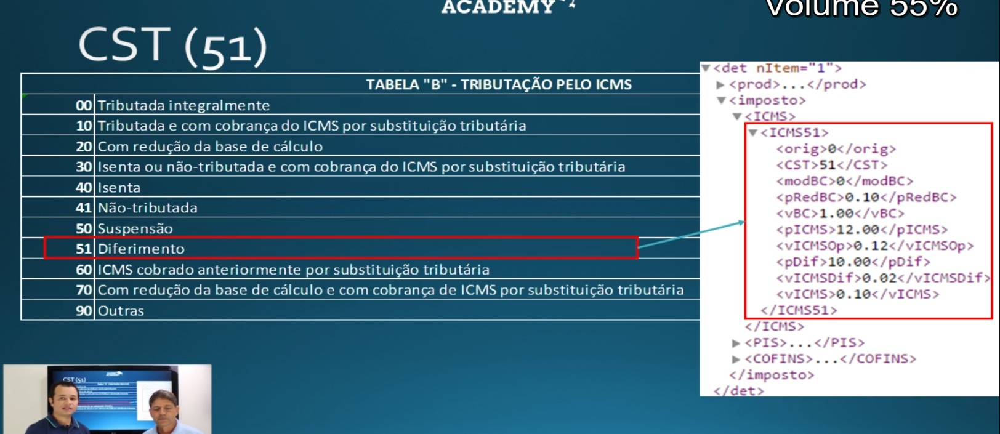 ACADEMY
Volume 55%
CST (51)
TABELA "B" - TRIBUTAÇÃO PELO ICMS
00 Tributada integralmente
10 Tributada e com cobrança do ICMS por substituição tributária
20 Com redução da base de cálculo
30 Isenta ou não-tributada e com cobrança do ICMS por substituição tributária
40 Isenta
41 Não-tributada
50 Suspensão
51 Diferimento
60 ICMS cobrado anteriormente por substituição tributária
70 Com redução da base de cálculo e com cobrança de ICMS por substituição tributária
90 Outras
<det nItem="1">
<prod>...</prod>
<imposto>
<ICMS>
<ICMS51>
<orig>0</orig>
<CST>51</CST>
<modBC>0</modBC>
<pRedBC>0.10</pRedBC>
<vBC>1.00</vBC>
<pICMS>12.00</pICMS>
<vICMSOp>0.12</vICMSOp>
<pDif>10.00</pDif>
<vICMSDif>0.02</vICMSDif>
<vICMS>0.10</vICMS>
</ICMS51>
</ICMS>
<PIS>...</PIS>
<COFINS>...</COFINS>
</imposto>
</det>
CST (51)